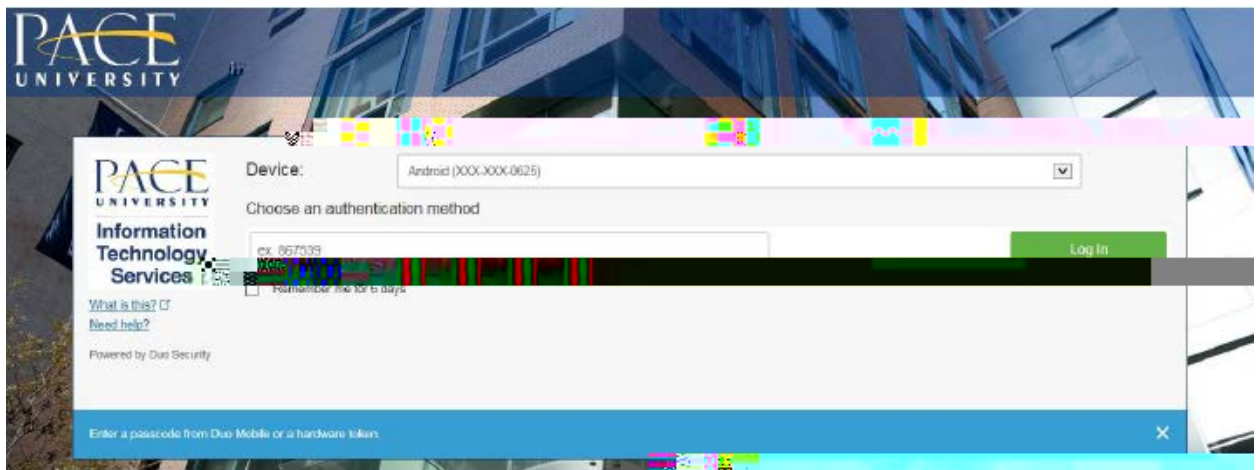 PACE
UNIVERSITY
PACE
UNIVERSITY
Information
Technology
Services
What is this?
Need help?
Powered by Duo Security
Device:
Android (XXX-XXX-0625)
Choose an authentication method
ex. 867539
Log In
Remember me for 6 days
Enter a passcode from Duo Mobile or a hardware token.